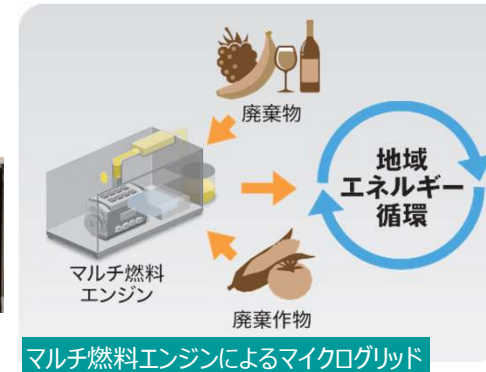 廃棄物
地域
エネルギー
循環
マルチ燃料
エンジン
廃棄作物
マルチ燃料エンジンによるマイクログリッド